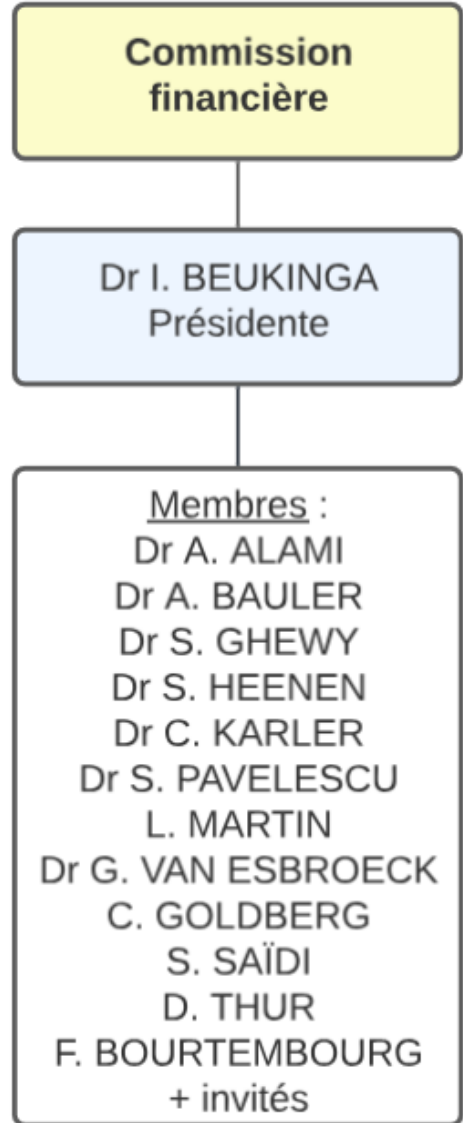 Commission
financière
Dr I. BEUKINGA
Présidente
Membres :
Dr A. ALAMI
Dr A. BAULER
Dr S. GHEWY
Dr S. HEENEN
Dr C. KARLER
Dr S. PAVELESCU
L. MARTIN
Dr G. VAN ESBROECK
C. GOLDBERG
S. SAÏDI
D. THUR
F. BOURTEMBOURG
+ invités